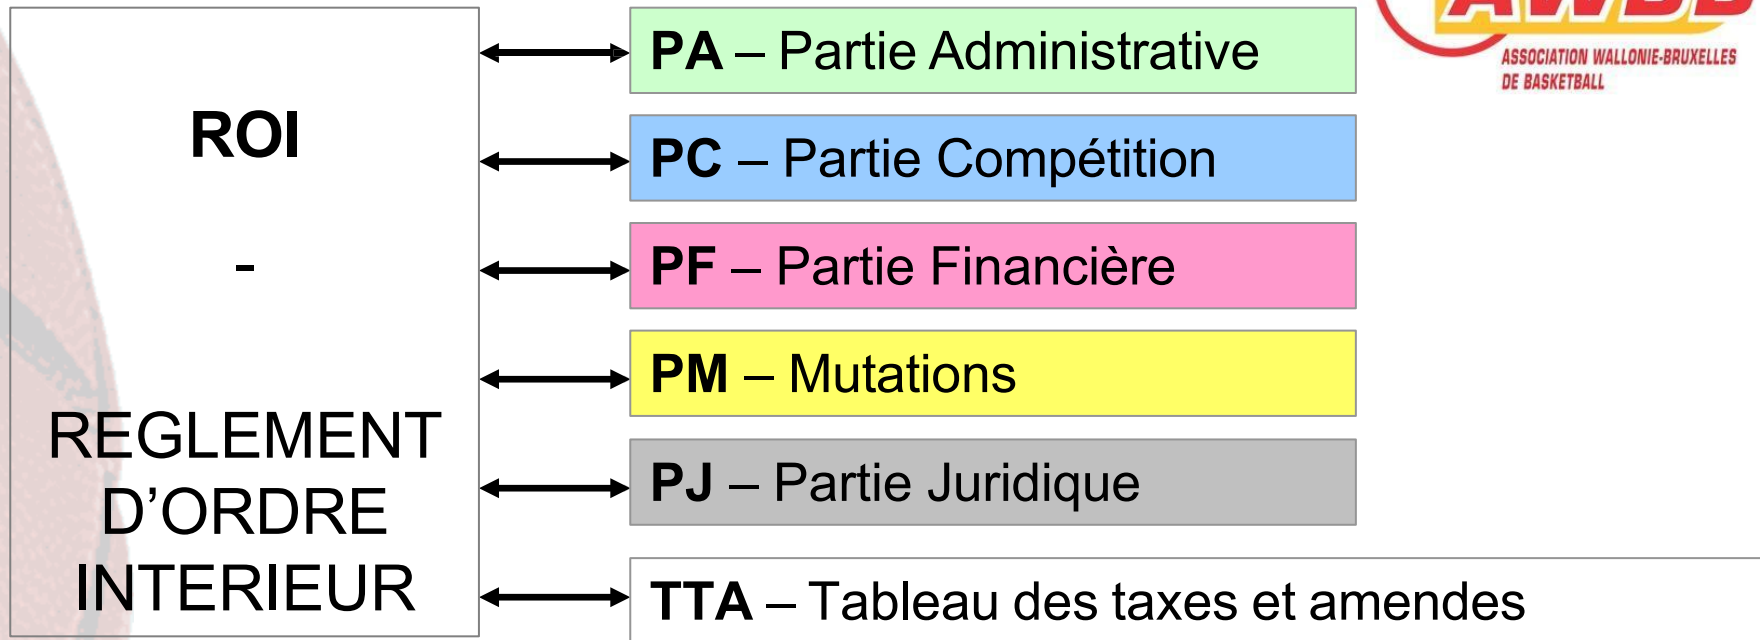 ROI
-
REGLEMENT
D’ORDRE
INTERIEUR
PA – Partie Administrative
PC – Partie Compétition
PF – Partie Financière
PM – Mutations
PJ – Partie Juridique
TTA – Tableau des taxes et amendes
AWBB
ASSOCIATION WALLONIE-BRUXELLES
DE BASKETBALL